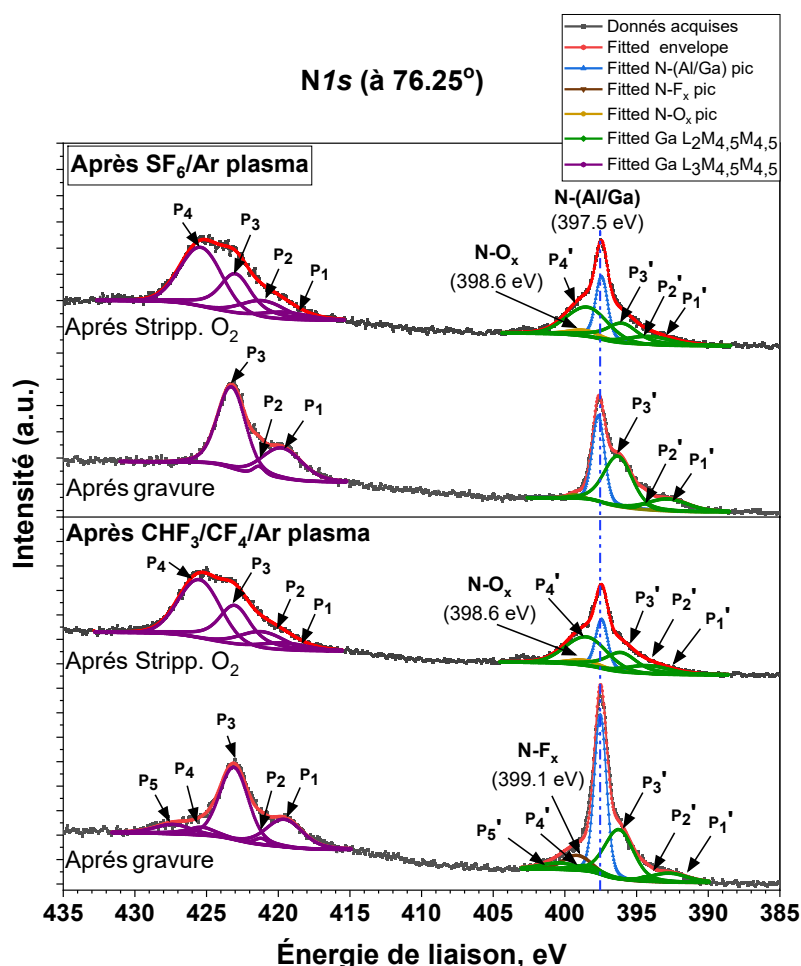 Donnés acquises
Fitted envelope
Fitted N-(Al/Ga) pic
Fitted N-Fₓ pic
Fitted N-Oₓ pic
Fitted Ga L₂M₄,₅M₄,₅
Fitted Ga L₃M₄,₅M₄,₅
N1s (à 76.25°)
Après SF₆/Ar plasma
P₄
P₃
P₂
P₁
N-(Al/Ga)
(397.5 eV)
N-Oₓ
(398.6 eV)
P₄'
P₃'
P₂'
P₁'
Aprés Stripp. O₂
P₃
P₂
P₁
P₃'
P₂'
P₁'
Aprés gravure
Après CHF₃/CF₄/Ar plasma
P₄
P₃
P₂
P₁
N-Oₓ
(398.6 eV)
P₄'
P₃'
P₂'
P₁'
Aprés Stripp. O₂
P₅
P₄
P₃
P₂
P₁
N-Fₓ
(399.1 eV)
P₅'
P₄'
P₃'
P₂'
P₁'
Aprés gravure
Intensité (a.u.)
435 430 425 420 415 410 405 400 395 390 385
Énergie de liaison, eV